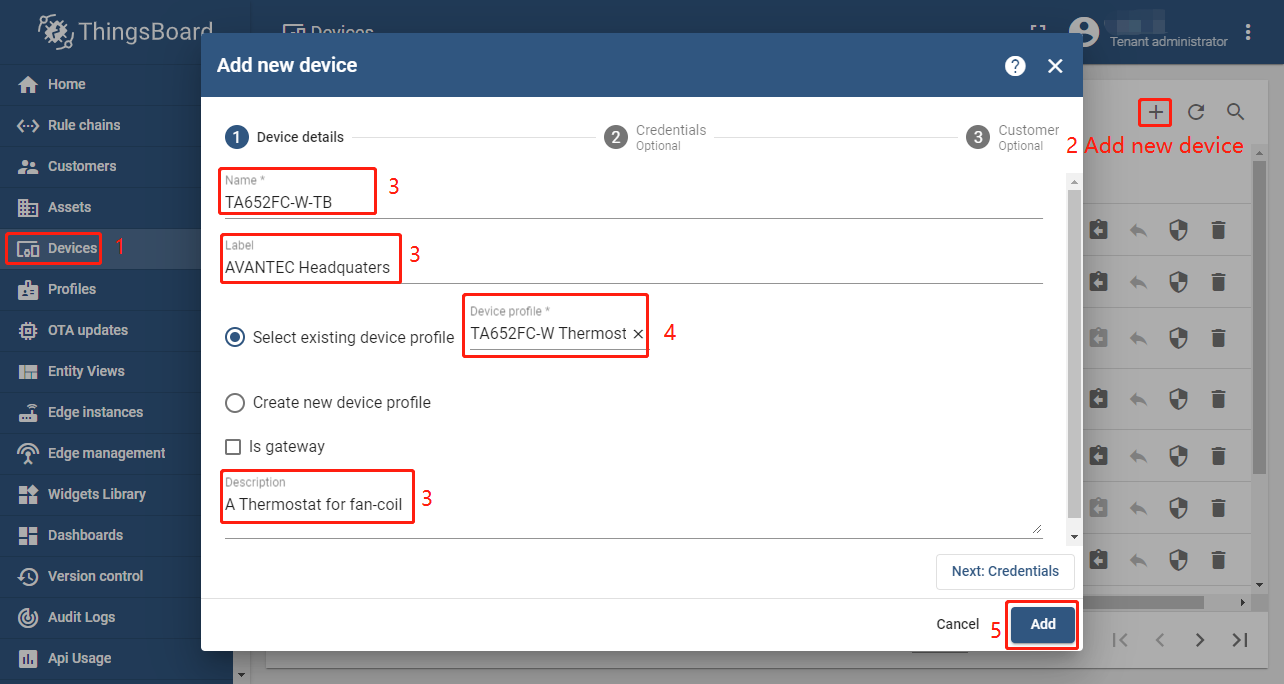 ThingsBoard
Devices
Tenant administrator
Home
Rule chains
Customers
Assets
Devices 1
Profiles
OTA updates
Entity Views
Edge instances
Edge management
Widgets Library
Dashboards
Version control
Audit Logs
Api Usage
Add new device
?
1 Device details
2 Credentials
Optional
3 Customer
Optional
2 Add new device
Name *
TA652FC-W-TB
3
Label
AVANTEC Headquaters
3
Select existing device profile
Device profile *
TA652FC-W Thermost
4
Create new device profile
Is gateway
Description
A Thermostat for fan-coil
3
Next: Credentials
Cancel
5
Add